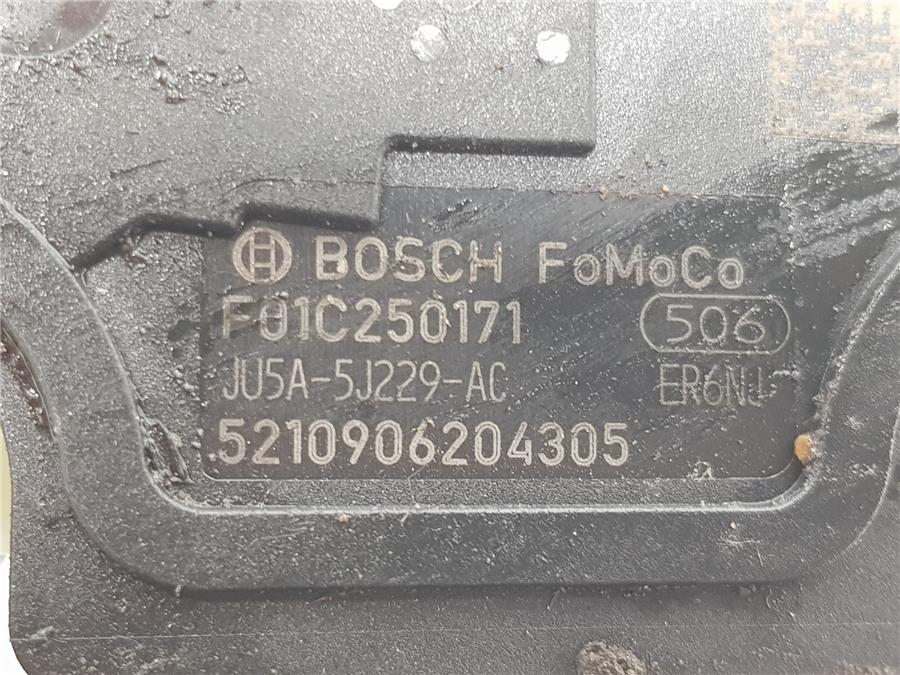 BOSCH FoMoCo
F01C250171 506
JU5A-5J229-AC ER6NJ
5210906204305